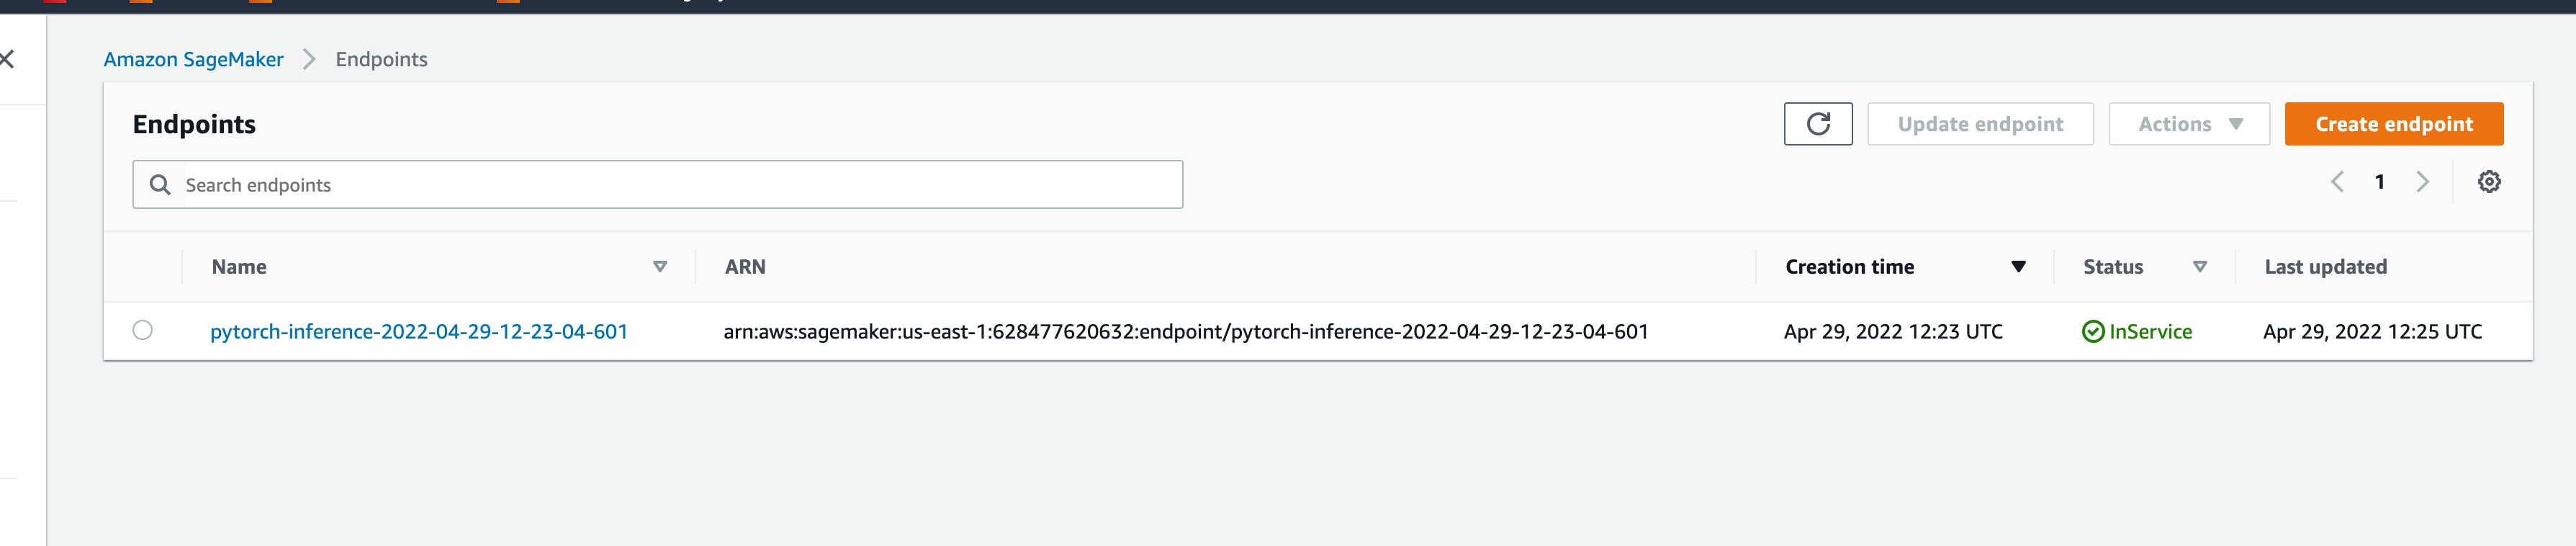 Amazon SageMaker Endpoints
Endpoints
Update endpoint Actions Create endpoint
Search endpoints
1
Name ARN Creation time Status Last updated
pytorch-inference-2022-04-29-12-23-04-601 arn:aws:sagemaker:us-east-1:628477620632:endpoint/pytorch-inference-2022-04-29-12-23-04-601 Apr 29, 2022 12:23 UTC InService Apr 29, 2022 12:25 UTC